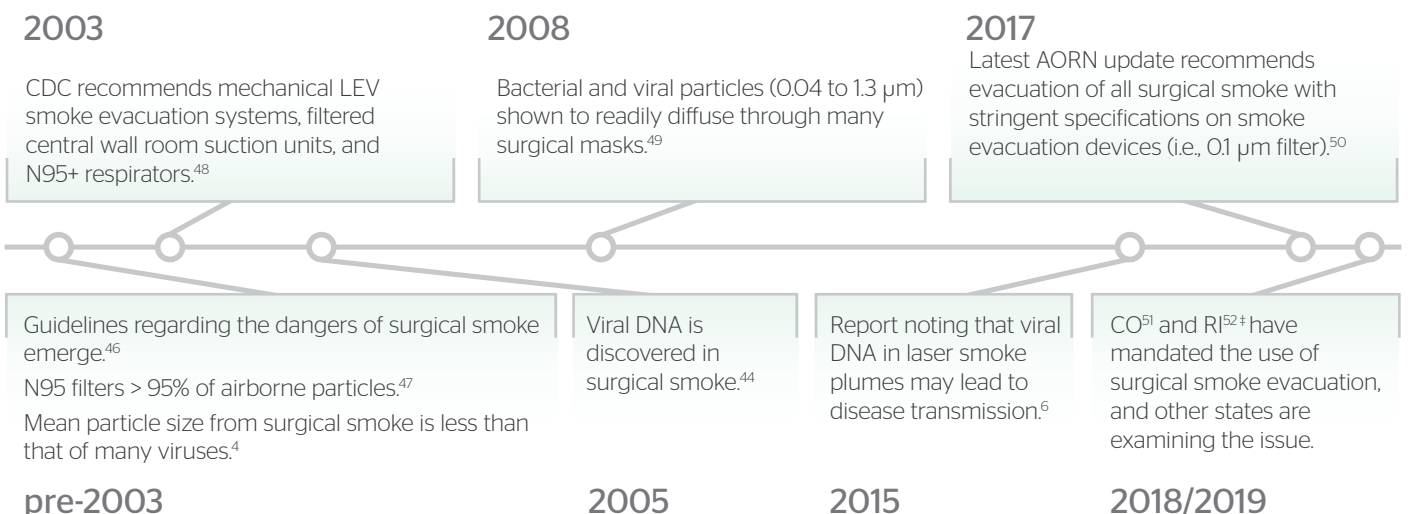 2003
CDC recommends mechanical LEV
smoke evacuation systems, filtered
central wall room suction units, and
N95+ respirators.48
2008
Bacterial and viral particles (0.04 to 1.3 µm)
shown to readily diffuse through many
surgical masks.49
2017
Latest AORN update recommends
evacuation of all surgical smoke with
stringent specifications on smoke
evacuation devices (i.e., 0.1 µm filter).50
Guidelines regarding the dangers of surgical smoke
emerge.46
N95 filters > 95% of airborne particles.47
Mean particle size from surgical smoke is less than
that of many viruses.4
pre-2003
Viral DNA is
discovered in
surgical smoke.44
2005
Report noting that viral
DNA in laser smoke
plumes may lead to
disease transmission.6
2015
CO51 and RI52‡ have
mandated the use of
surgical smoke evacuation,
and other states are
examining the issue.
2018/2019